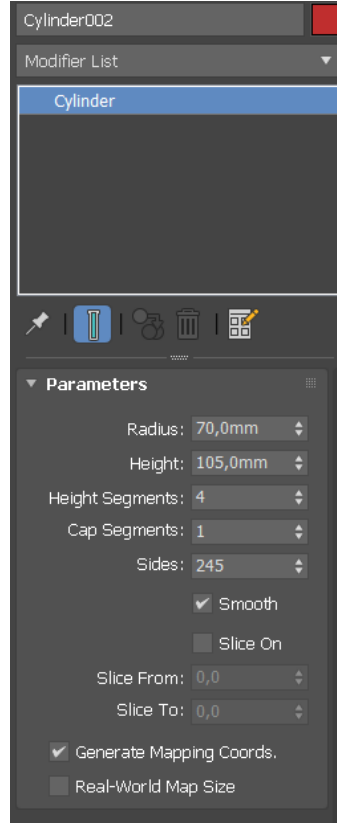 Cylinder002
Modifier List
Cylinder
Parameters
Radius: 70,0mm
Height: 105,0mm
Height Segments: 4
Cap Segments: 1
Sides: 245
Smooth
Slice On
Slice From: 0,0
Slice To: 0,0
Generate Mapping Coords.
Real-World Map Size